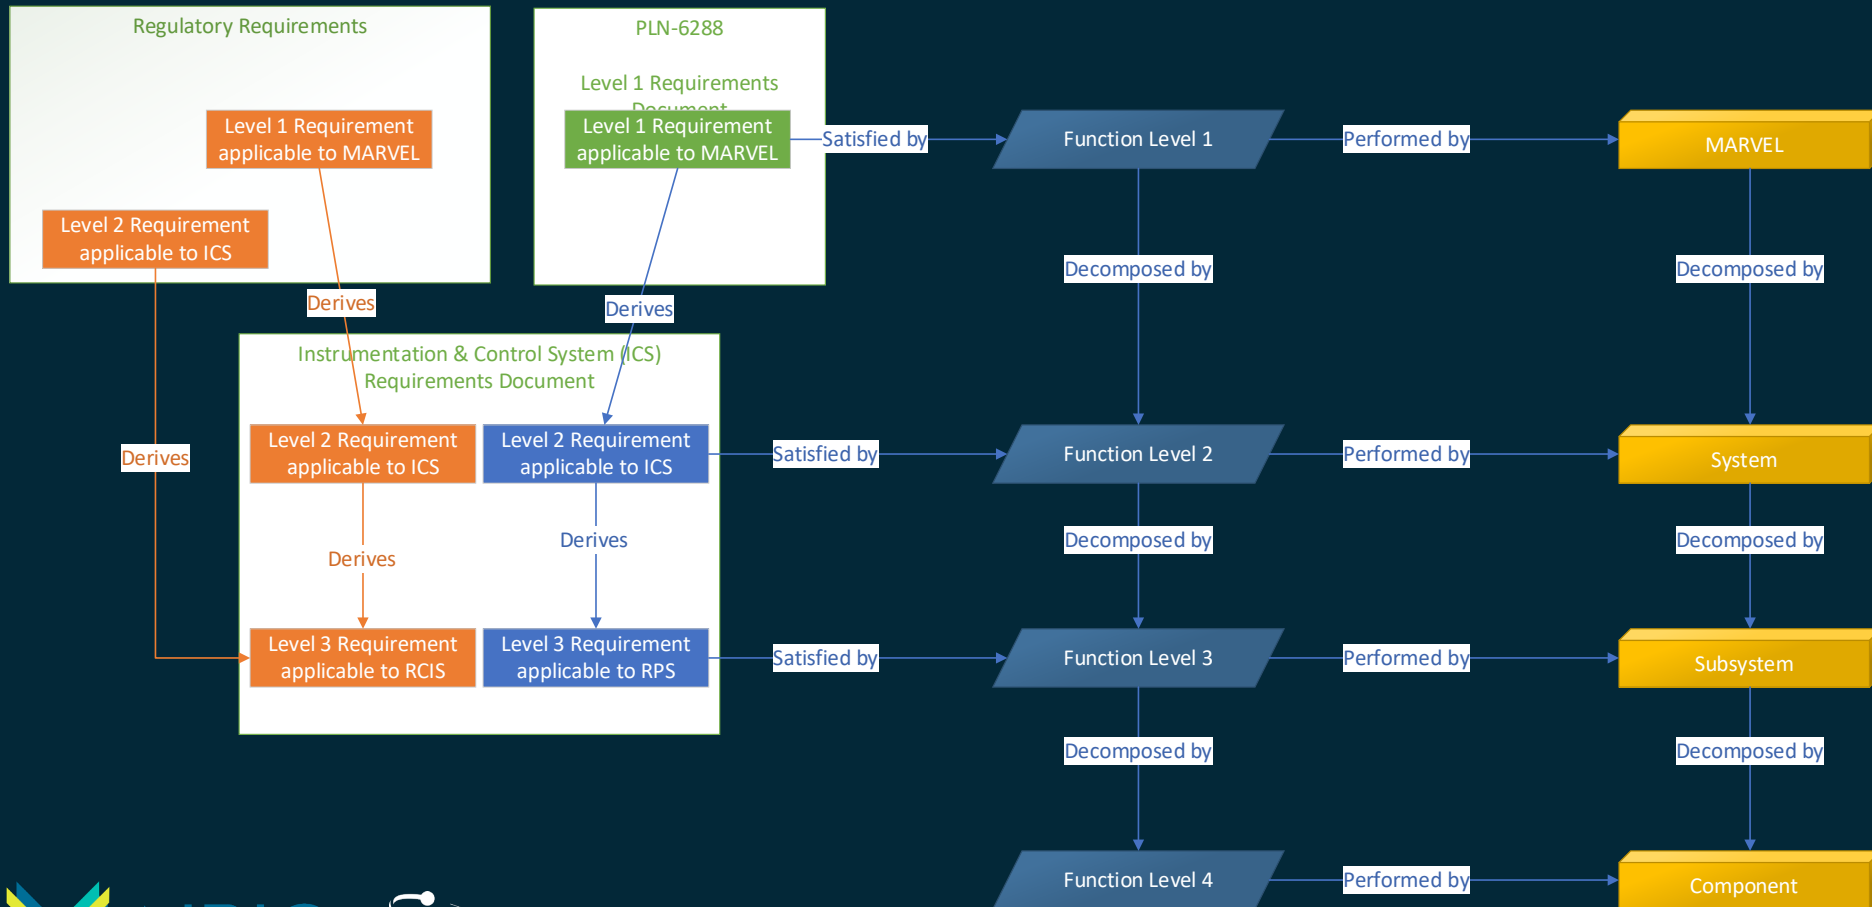 Regulatory Requirements
Level 1 Requirement
applicable to MARVEL
Level 2 Requirement
applicable to ICS
Derives
Derives
PLN-6288
Level 1 Requirements
Document
Level 1 Requirement
applicable to MARVEL
Derives
Instrumentation & Control System (ICS)
Requirements Document
Level 2 Requirement
applicable to ICS
Level 2 Requirement
applicable to ICS
Derives
Derives
Level 3 Requirement
applicable to RCIS
Level 3 Requirement
applicable to RPS
Satisfied by
Function Level 1
Performed by
MARVEL
Decomposed by
Decomposed by
Satisfied by
Function Level 2
Performed by
System
Decomposed by
Decomposed by
Satisfied by
Function Level 3
Performed by
Subsystem
Decomposed by
Decomposed by
Function Level 4
Performed by
Component